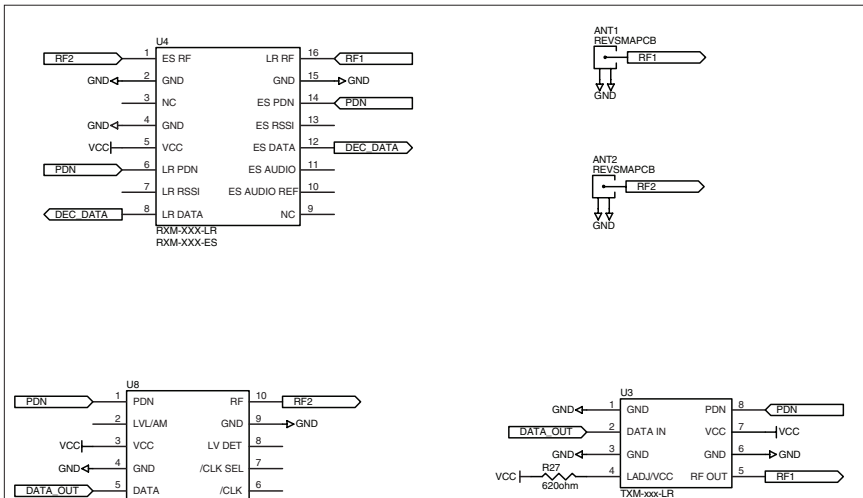 U4
RF2 1 ES RF LR RF 16 RF1
GND 2 GND GND 15 GND
3 NC ES PDN 14 PDN
GND 4 GND ES RSSI 13
VCC 5 VCC ES DATA 12 DEC_DATA
PDN 6 LR PDN ES AUDIO 11
7 LR RSSI ES AUDIO REF 10
DEC_DATA 8 LR DATA NC 9
RXM-XXX-LR
RXM-XXX-ES
ANT1
REVSMAPCB
RF1
GND
ANT2
REVSMAPCB
RF2
GND
U8
PDN 1 PDN RF 10 RF2
2 LVL/AM GND 9 GND
VCC 3 VCC LV DET 8
GND 4 GND /CLK SEL 7
DATA_OUT 5 DATA /CLK 6
U3
GND 1 GND PDN 8 PDN
DATA_OUT 2 DATA IN VCC 7 VCC
GND 3 GND GND 6 GND
VCC R27 4 LADJ/VCC RF OUT 5 RF1
620ohm
TXM-xxx-LR